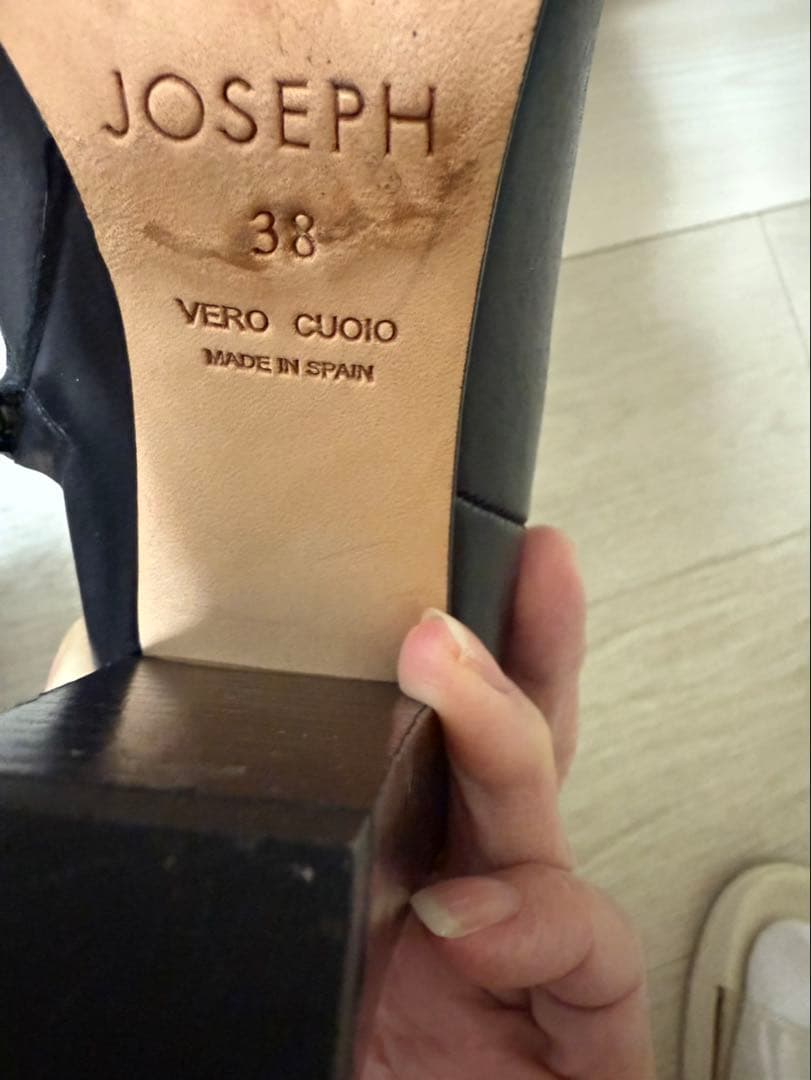 JOSEPH
38
VERO CUOIO
MADE IN SPAIN